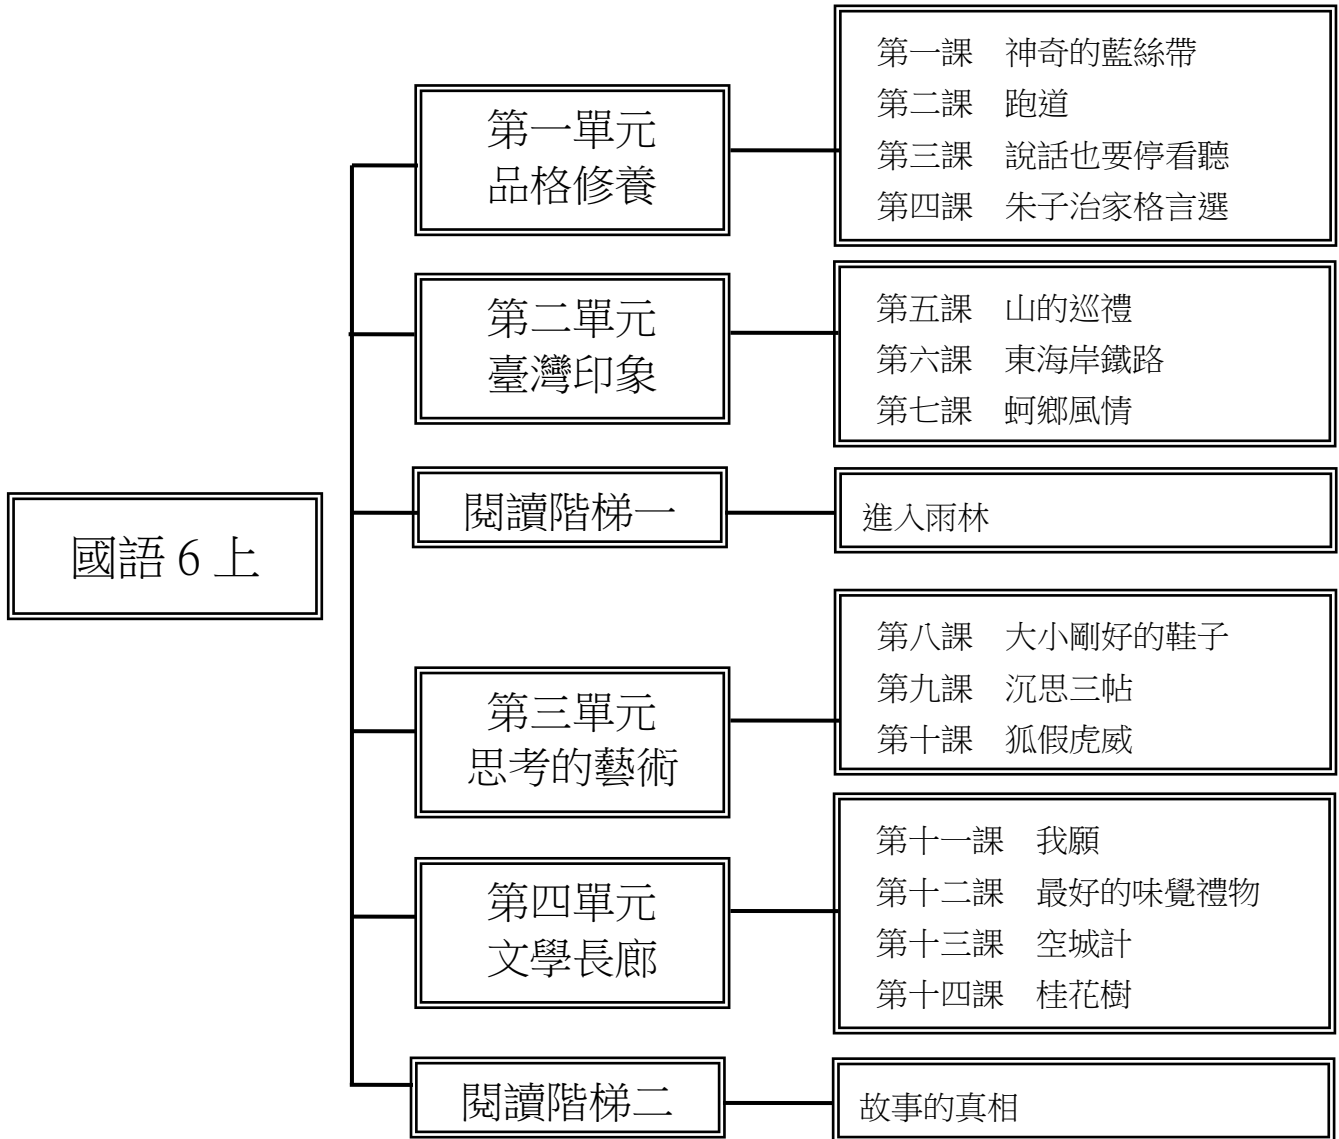 國語 6 上
第一單元
品格修養
第一課　神奇的藍絲帶
第二課　跑道
第三課　說話也要停看聽
第四課　朱子治家格言選
第二單元
臺灣印象
第五課　山的巡禮
第六課　東海岸鐵路
第七課　蚵鄉風情
閱讀階梯一
進入雨林
第三單元
思考的藝術
第八課　大小剛好的鞋子
第九課　沉思三帖
第十課　狐假虎威
第四單元
文學長廊
第十一課　我願
第十二課　最好的味覺禮物
第十三課　空城計
第十四課　桂花樹
閱讀階梯二
故事的真相